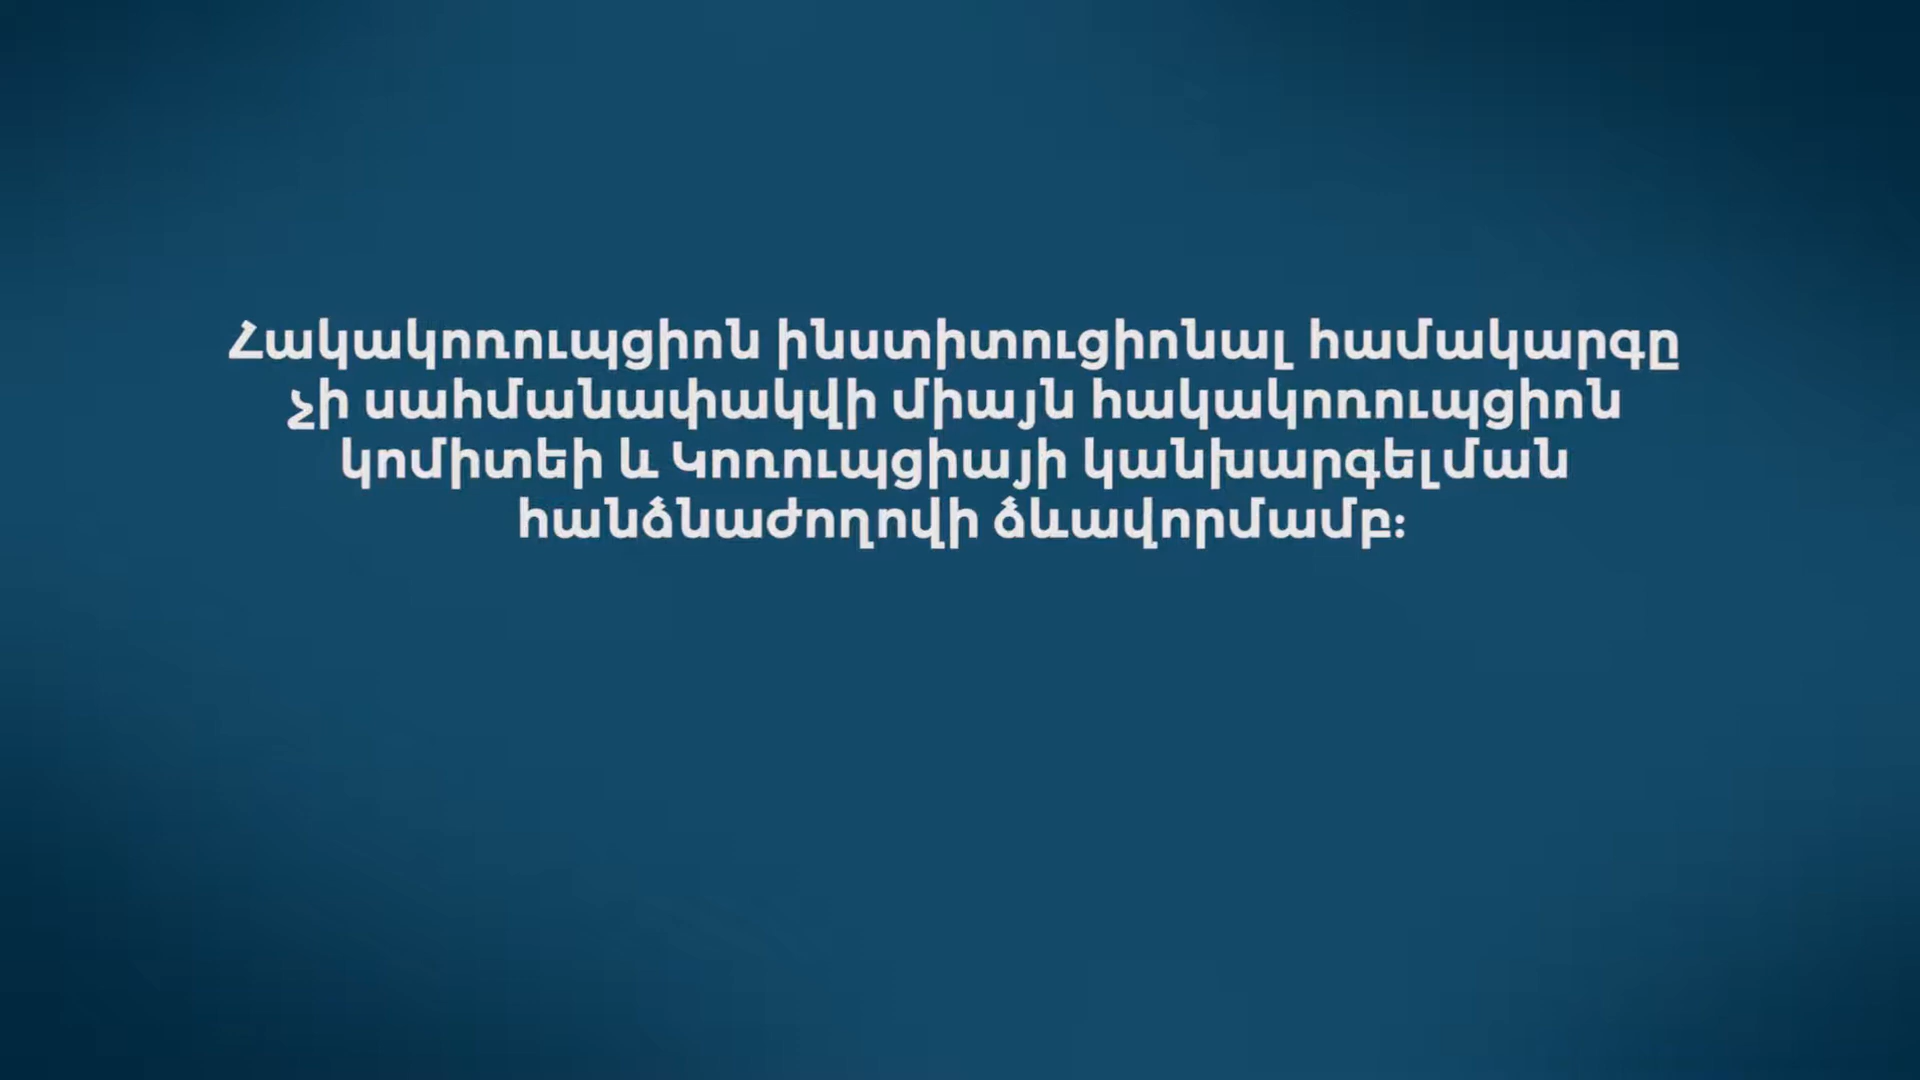 Հակակոռուպցիոն ինստիտուցիոնալ համակարգը
չի սահմանափակվի միայն հակակոռուպցիոն
կոմիտեի և Կոռուպցիայի կանխարգելման
հանձնաժողովի ձևավորմամբ։